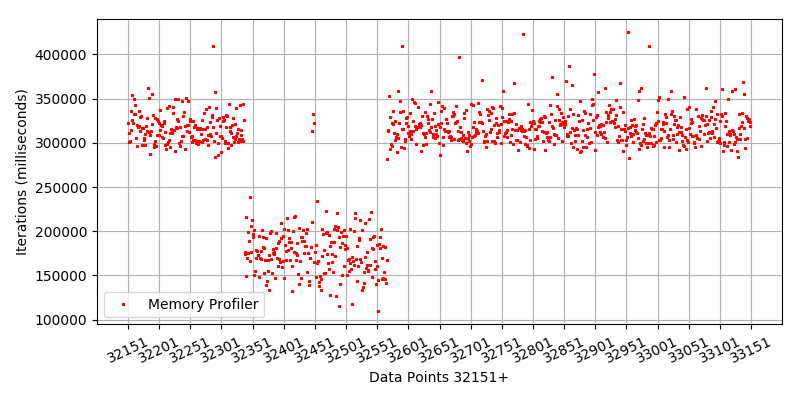 400000
350000
300000
250000
200000
150000
100000
Iterations (milliseconds)
Memory Profiler
32151 32201 32251 32301 32351 32401 32451 32501 32551 32601 32651 32701 32751 32801 32851 32901 32951 33001 33051 33101 33151
Data Points 32151+